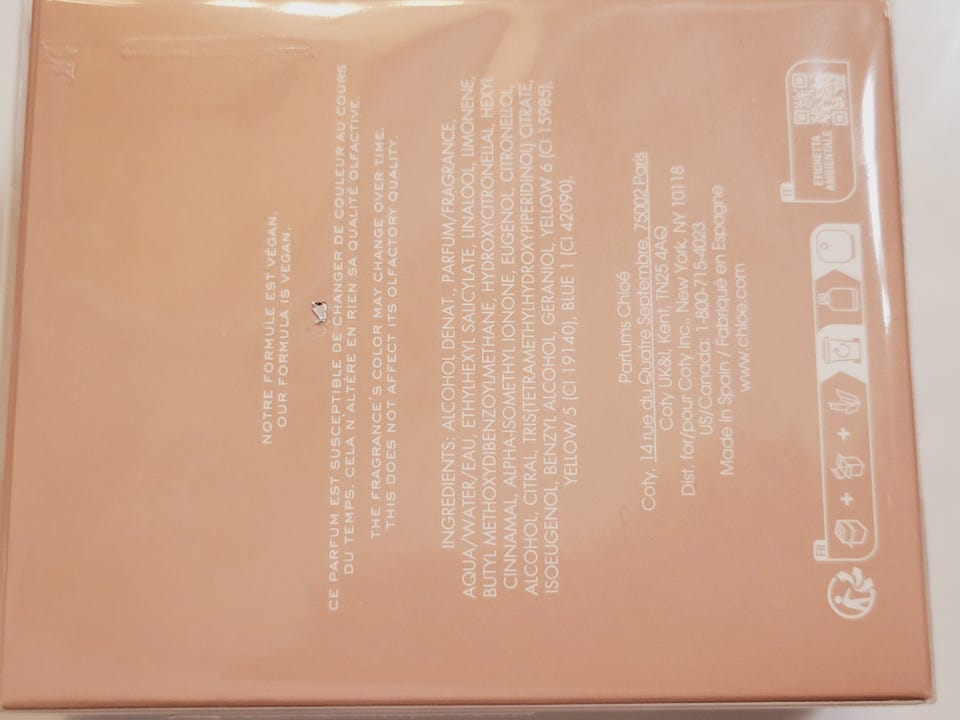 NOTRE FORMULE EST VÉGAN.
OUR FORMULA IS VEGAN.
CE PARFUM EST SUSCEPTIBLE DE CHANGER DE COULEUR AU COURS
DU TEMPS. CELA N'ALTÈRE EN RIEN SA QUALITÉ OLFACTIVE.
THE FRAGRANCE'S COLOR MAY CHANGE OVER TIME.
THIS DOES NOT AFFECT ITS OLFACTORY QUALITY.
INGREDIENTS: ALCOHOL DENAT., PARFUM/FRAGRANCE,
AQUA/WATER/EAU, ETHYLHEXYL SALICYLATE, LINALOOL, LIMONENE,
BUTYL METHOXYDIBENZOYLMETHANE, HYDROXYCITRONELLAL, HEXYL
CINNAMAL, ALPHA-ISOMETHYL IONONE, EUGENOL, CITRONELLOL,
ALCOHOL, CITRAL, TRIS(TETRAMETHYLHYDROXYPIPERIDINOL) CITRATE,
ISOEUGENOL, BENZYL ALCOHOL, GERANIOL, YELLOW 6 (CI 15985),
YELLOW 5 (CI 19140), BLUE 1 (CI 42090).
Parfums Chloé
Coty, 14 rue du Quatre Septembre, 75002 Paris
Coty UK&I, Kent, TN25 4AQ
Dist. for/pour Coty Inc., New York, NY 10118
US/Canada: 1-800-715-4023
Made in Spain / Fabriqué en Espagne
www.chloe.com
FR
IT
ETICHETTA
AMBIENTALE